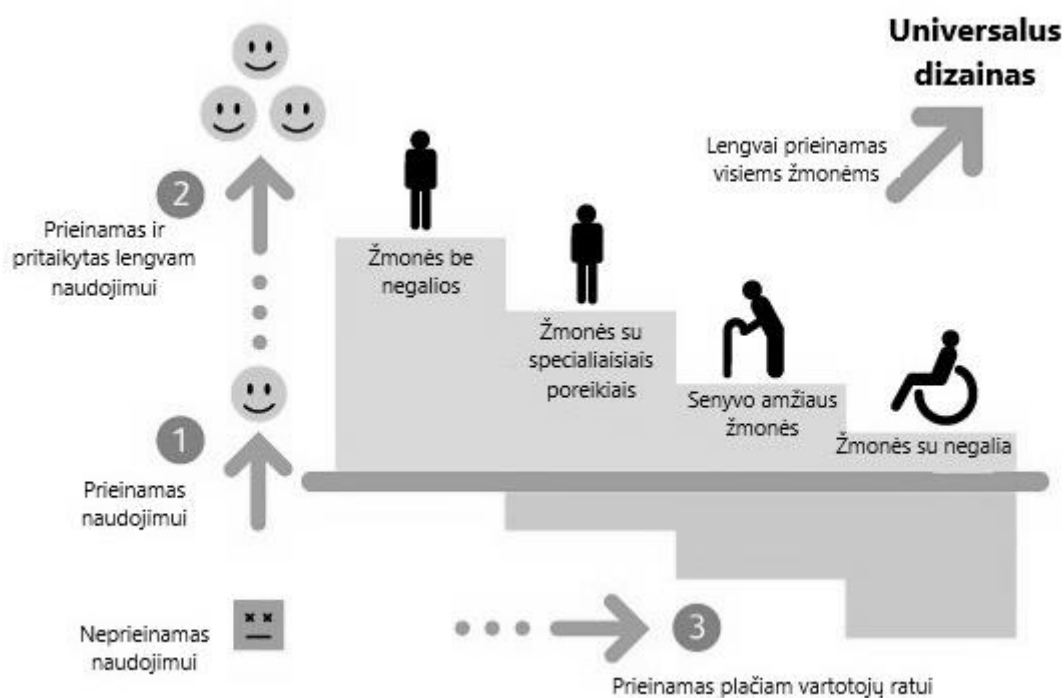 Universalus
dizainas
Lengvai prieinamas
visiems žmonėms
2
Prieinamas ir
pritaikytas lengvam
naudojimui
Žmonės be
negalios
Žmonės su
specialiaisiais
poreikiais
Senyvo amžiaus
žmonės
Žmonės su negalia
1
Prieinamas
naudojimui
Neprieinamas
naudojimui
3
Prieinamas plačiam vartotojų ratui